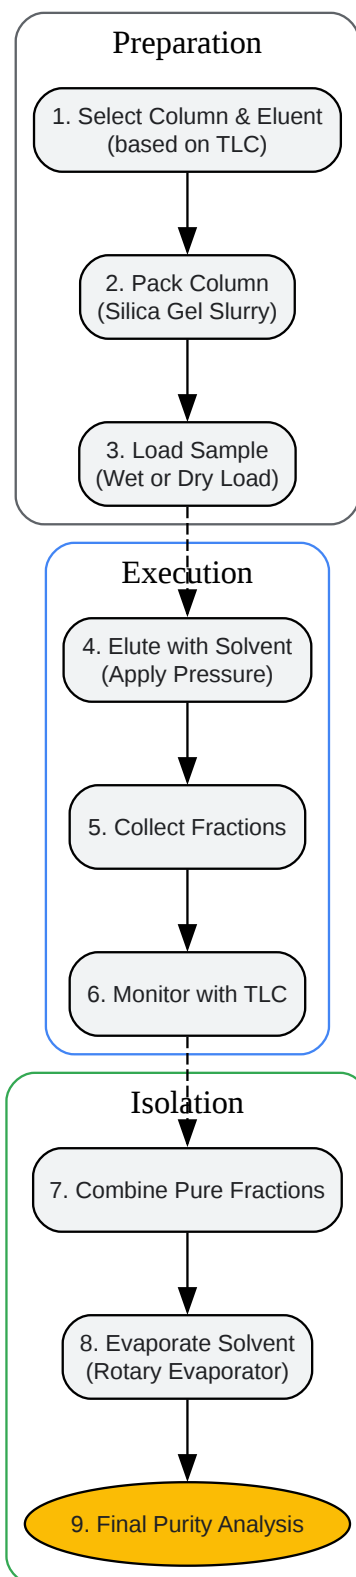 Preparation
1. Select Column & Eluent
(based on TLC)
2. Pack Column
(Silica Gel Slurry)
3. Load Sample
(Wet or Dry Load)
Execution
4. Elute with Solvent
(Apply Pressure)
5. Collect Fractions
6. Monitor with TLC
Isolation
7. Combine Pure Fractions
8. Evaporate Solvent
(Rotary Evaporator)
9. Final Purity Analysis